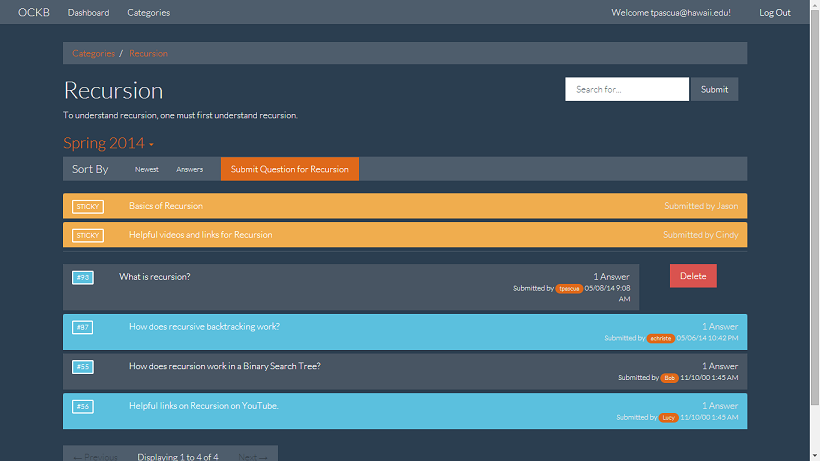 OCKB Dashboard Categories Welcome tpascua@hawaii.edu! Log Out
Categories / Recursion
Recursion
Search for... Submit
To understand recursion, one must first understand recursion.
Spring 2014
Sort By Newest Answers Submit Question for Recursion
STICKY Basics of Recursion Submitted by Jason
STICKY Helpful videos and links for Recursion Submitted by Cindy
#93 What is recursion? 1 Answer Delete
Submitted by tpascua 05/08/14 9:08
AM
#87 How does recursive backtracking work? 1 Answer
Submitted by achriste 05/06/14 10:42 PM
#55 How does recursion work in a Binary Search Tree? 1 Answer
Submitted by Bob 11/10/00 1:45 AM
#56 Helpful links on Recursion on YouTube. 1 Answer
Submitted by Lucy 11/10/00 1:45 AM
← Previous Displaying 1 to 4 of 4 Next →